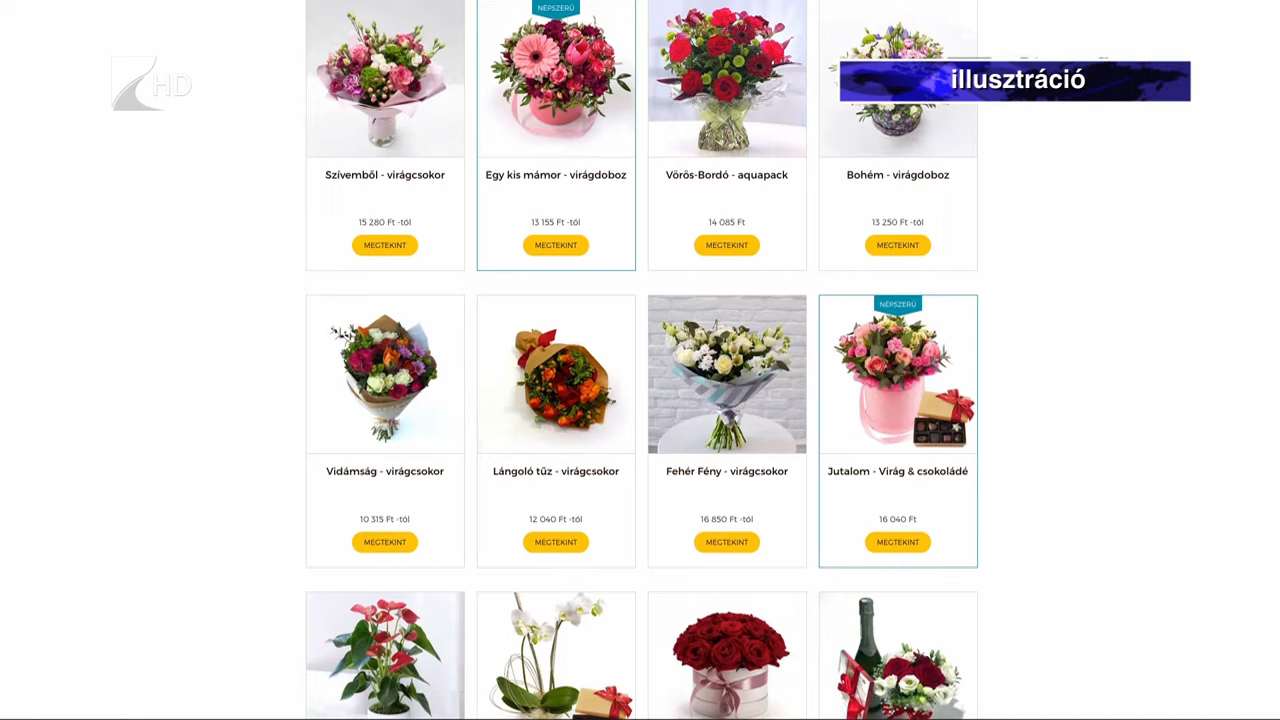 HD
illusztráció
NÉPSZERŰ
Szívemből - virágcsokor
Egy kis mámor - virágdoboz
Vörös-Bordó - aquapack
Bohém - virágdoboz
15 280 Ft -tól
13 155 Ft -tól
14 085 Ft
13 250 Ft -tól
MEGTEKINT
MEGTEKINT
MEGTEKINT
MEGTEKINT
NÉPSZERŰ
Vidámság - virágcsokor
Lángoló tűz - virágcsokor
Fehér Fény - virágcsokor
Jutalom - Virág & csokoládé
10 315 Ft -tól
12 040 Ft -tól
16 850 Ft -tól
16 040 Ft
MEGTEKINT
MEGTEKINT
MEGTEKINT
MEGTEKINT